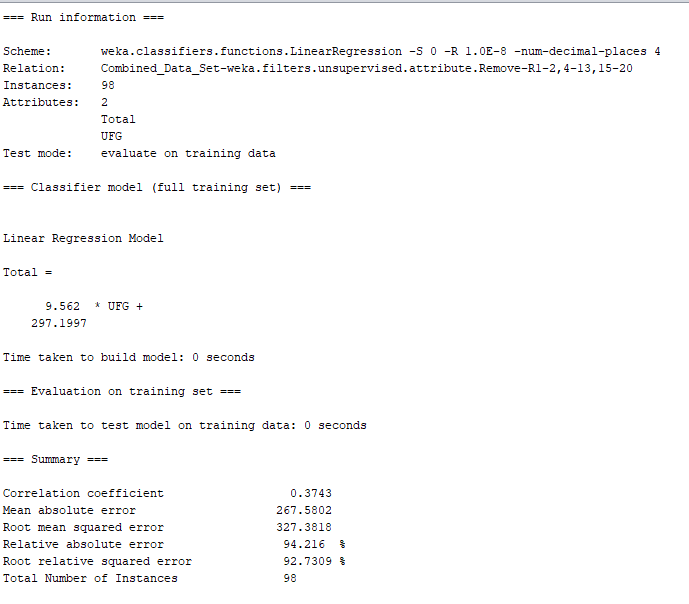 === Run information ===
Scheme: weka.classifiers.functions.LinearRegression -S 0 -R 1.0E-8 -num-decimal-places 4
Relation: Combined_Data_Set-weka.filters.unsupervised.attribute.Remove-R1-2,4-13,15-20
Instances: 98
Attributes: 2
Total
UFG
Test mode: evaluate on training data
=== Classifier model (full training set) ===
Linear Regression Model
Total =
9.562 * UFG +
297.1997
Time taken to build model: 0 seconds
=== Evaluation on training set ===
Time taken to test model on training data: 0 seconds
=== Summary ===
Correlation coefficient 0.3743
Mean absolute error 267.5802
Root mean squared error 327.3818
Relative absolute error 94.216 %
Root relative squared error 92.7309 %
Total Number of Instances 98